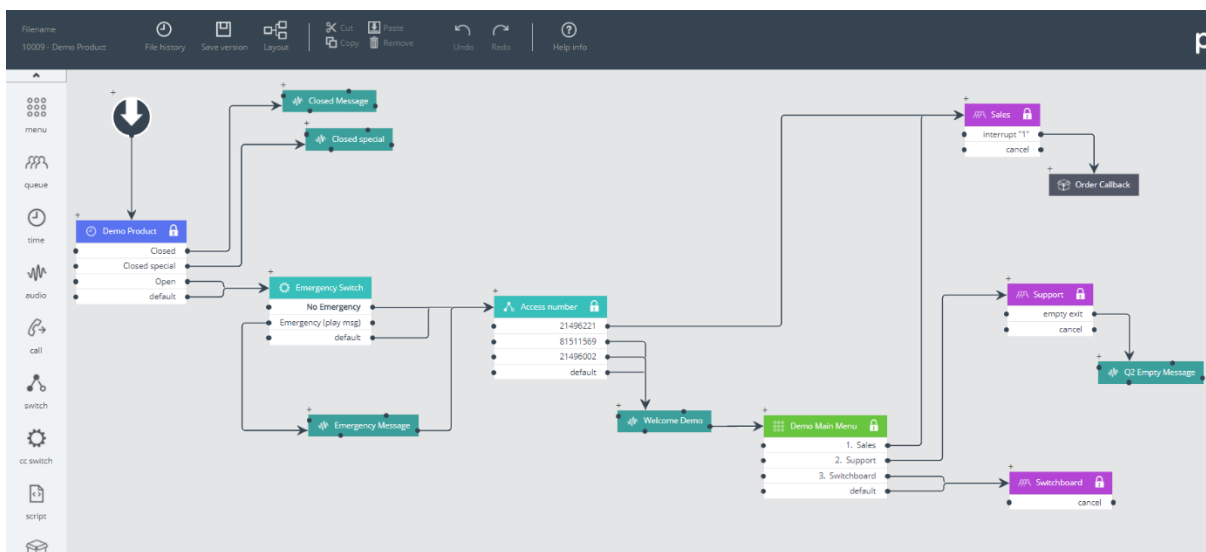 Filename
10009 - Demo Product
File history
Save version
Layout
Cut
Copy
Paste
Remove
Undo
Redo
Help info
p
menu
queue
time
audio
call
switch
cc switch
script
Closed Message
Closed special
Demo Product
Closed
Closed special
Open
default
Emergency Switch
No Emergency
Emergency (play msg)
default
Emergency Message
Access number
21496221
81511569
21496002
default
Welcome Demo
Demo Main Menu
1. Sales
2. Support
3. Switchboard
default
Sales
interrupt "1"
cancel
Order Callback
Support
empty exit
cancel
Q2 Empty Message
Switchboard
cancel